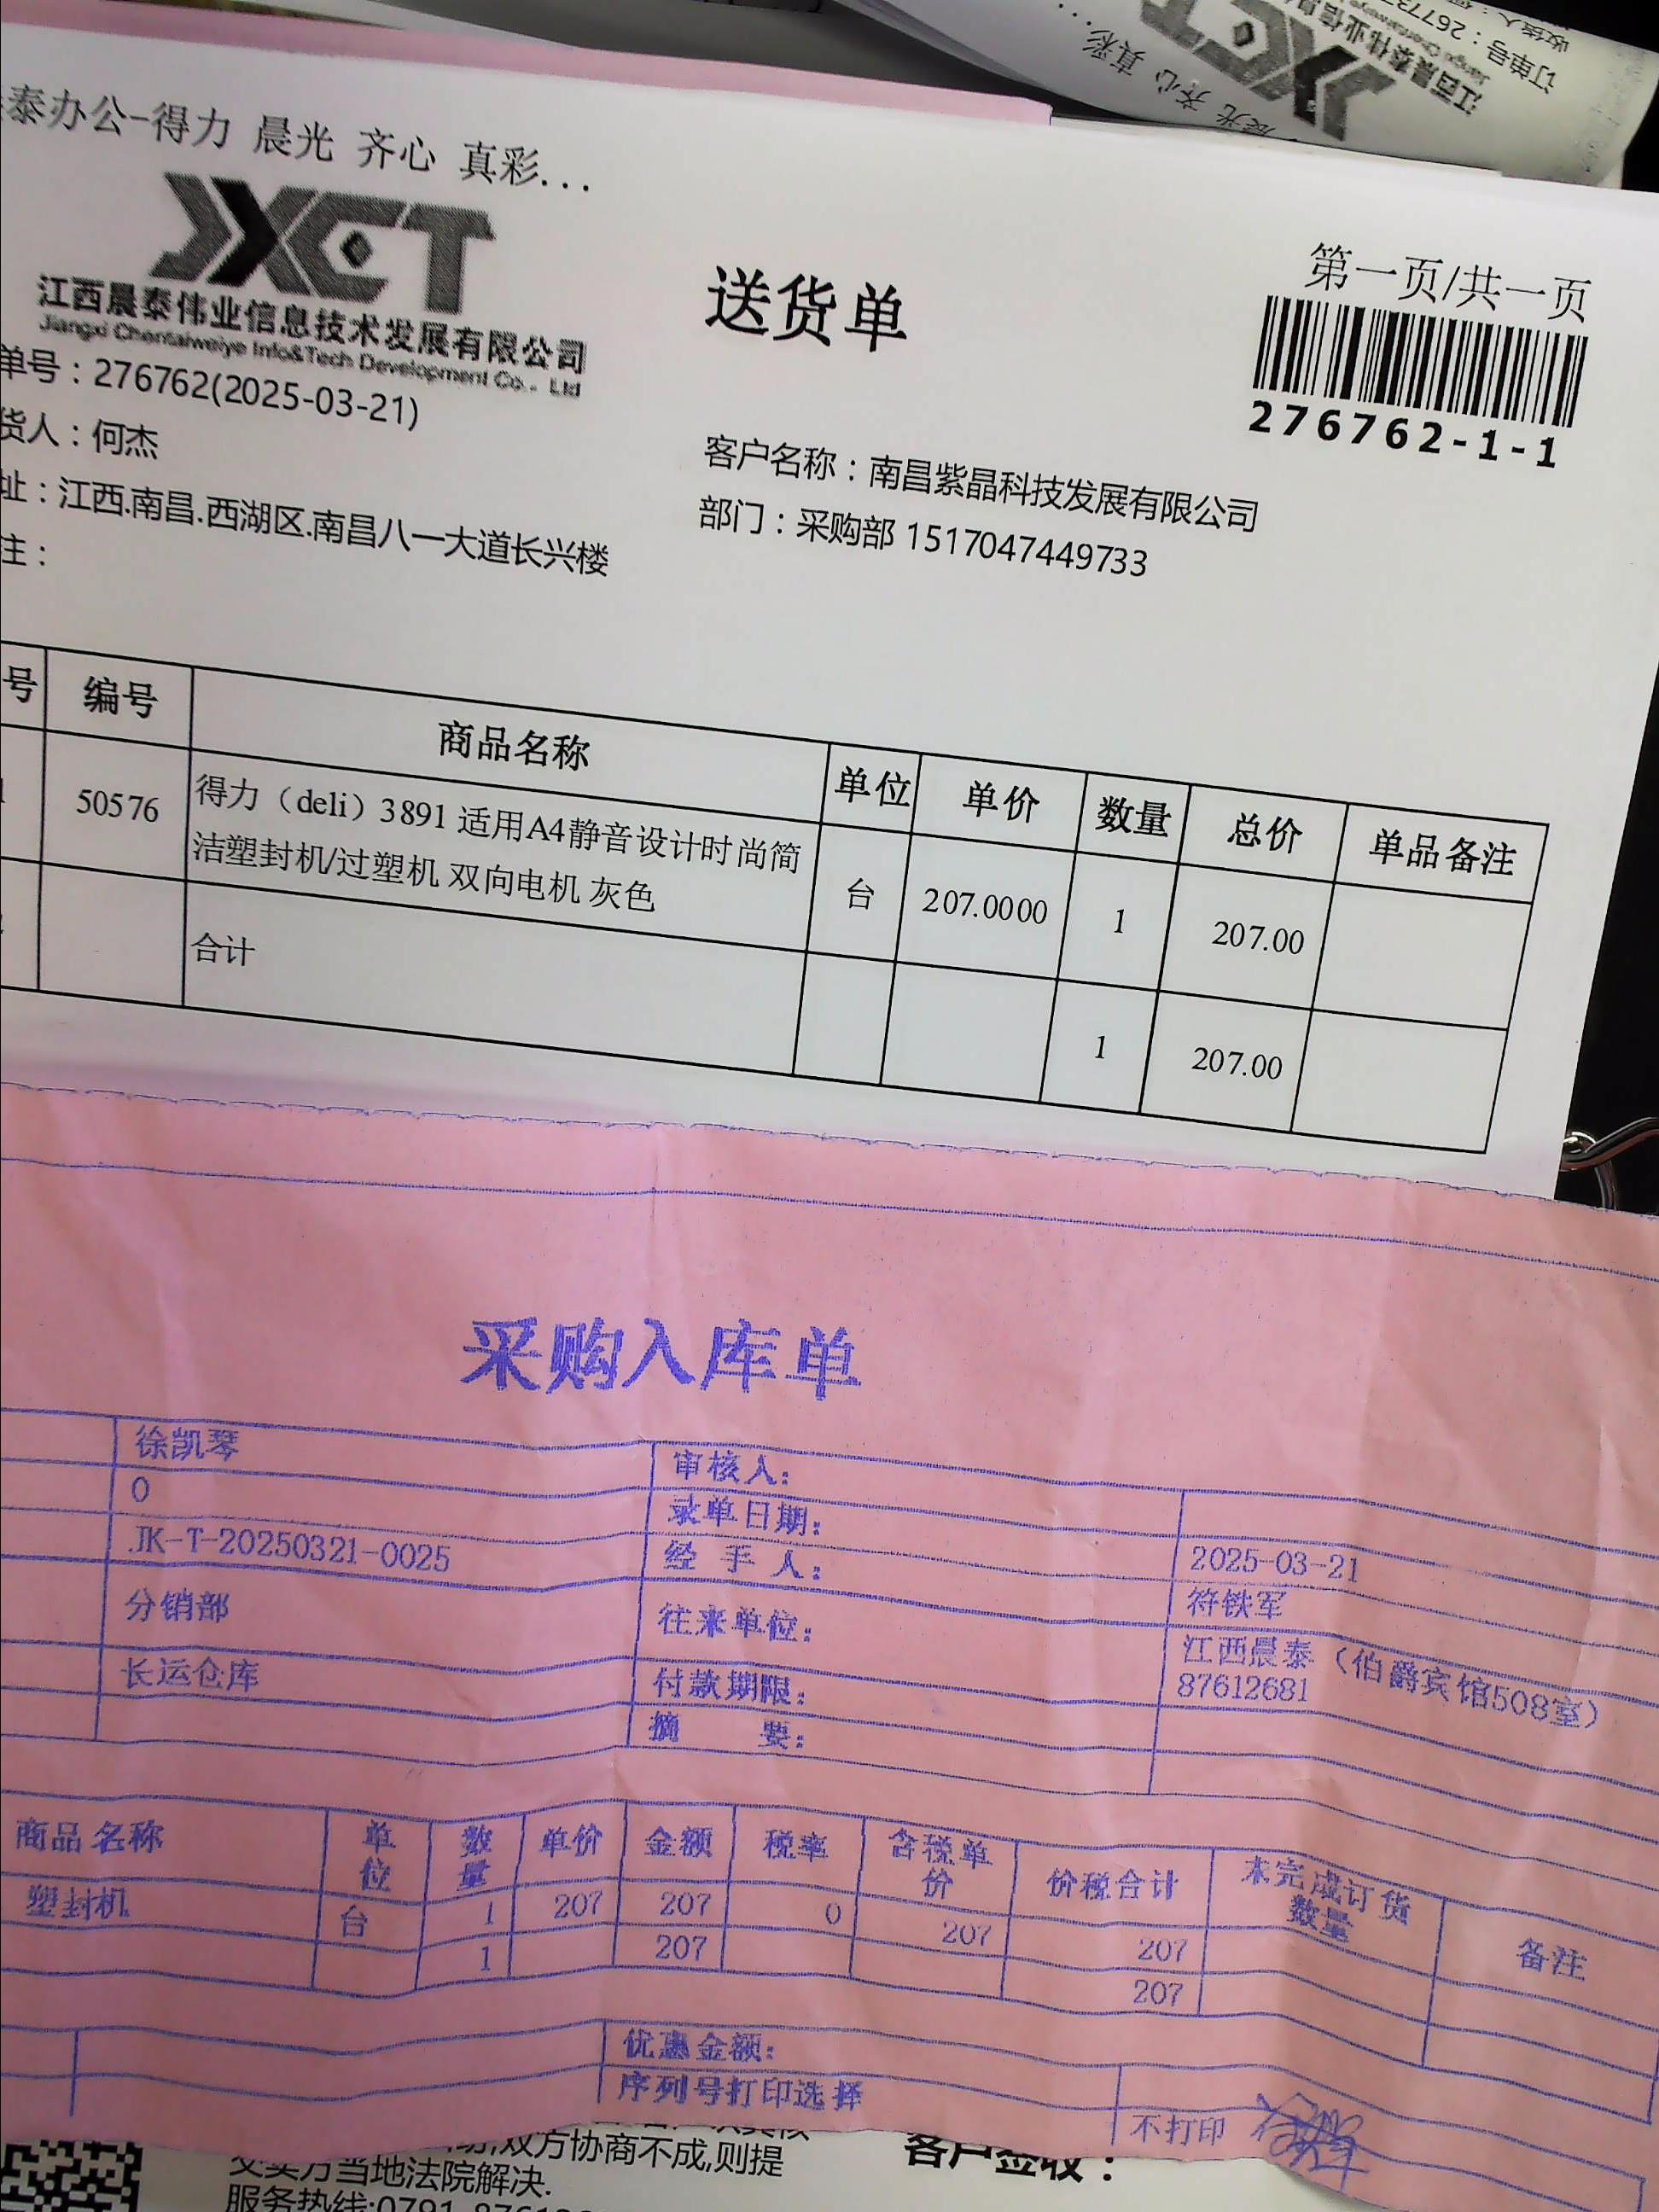 泰办公-得力 晨光 齐心 真彩...
JXCT
江西晨泰伟业信息技术发展有限公司
Jiangxi Chentaiweiye Info&Tech Development Co., Ltd
送货单
第一页/共一页
276762-1-1
单号：276762(2025-03-21)
货人：何杰
客户名称：南昌紫晶科技发展有限公司
址：江西.南昌.西湖区.南昌八一大道长兴楼
部门：采购部 1517047449733
注：
号 编号 商品名称 单位 单价 数量 总价 单品备注
50576 得力（deli）3891 适用A4静音设计时尚简
洁塑封机/过塑机 双向电机 灰色 台 207.0000 1 207.00
合计 1 207.00
采购入库单
徐凯琴 审核人：
0 录单日期： 2025-03-21
JK-T-20250321-0025 经 手 人： 符铁军
分销部 往来单位： 江西晨泰（伯爵宾馆508室）
87612681
长运仓库 付款期限：
摘 要：
商品名称 单位 数量 单价 金额 税率 含税单价 价税合计 未完成订货数量 备注
塑封机 台 1 207 207 0 207 207
1 207 207
优惠金额：
序列号打印选择 不打印
双方协商不成,则提
交卖方当地法院解决.
客户签收：
江西晨泰伟业信息
晨光 齐心 真彩...
订单号：
收货人：